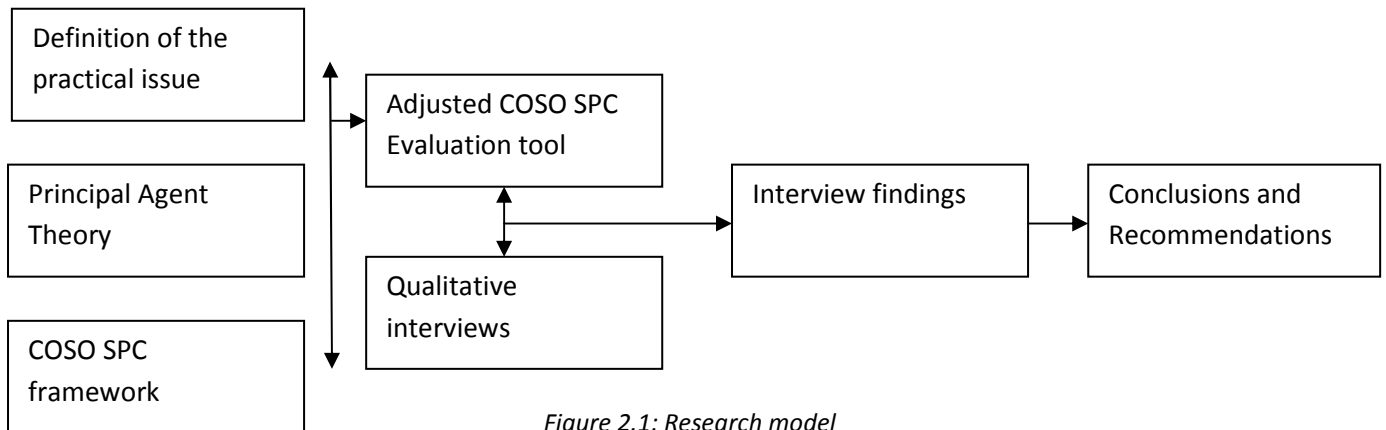 Definition of the
practical issue
Principal Agent
Theory
COSO SPC
framework
Adjusted COSO SPC
Evaluation tool
Qualitative
interviews
Interview findings
Conclusions and
Recommendations
Figure 2.1: Research model